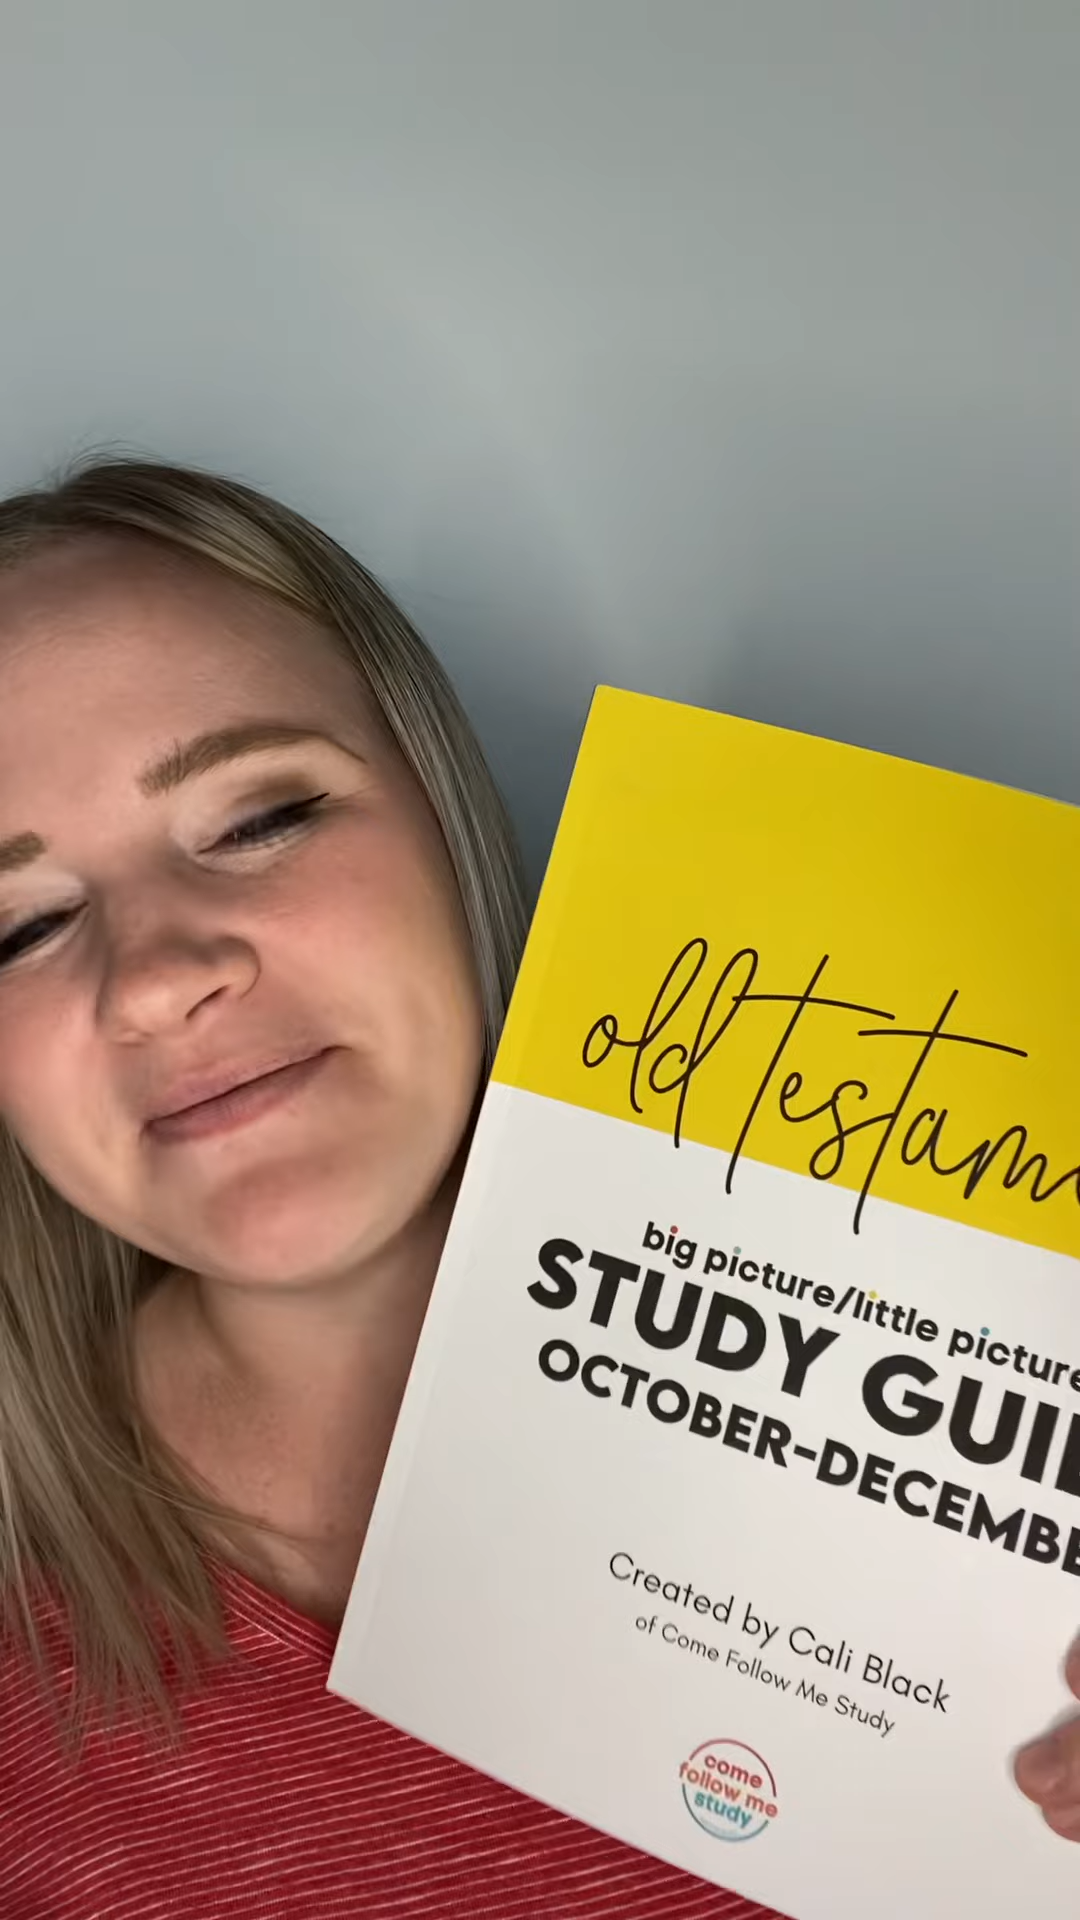 old testam
big picture/little picture
STUDY GUI
OCTOBER-DECEMBE
Created by Cali Black
of Come Follow Me Study
come
follow me
study